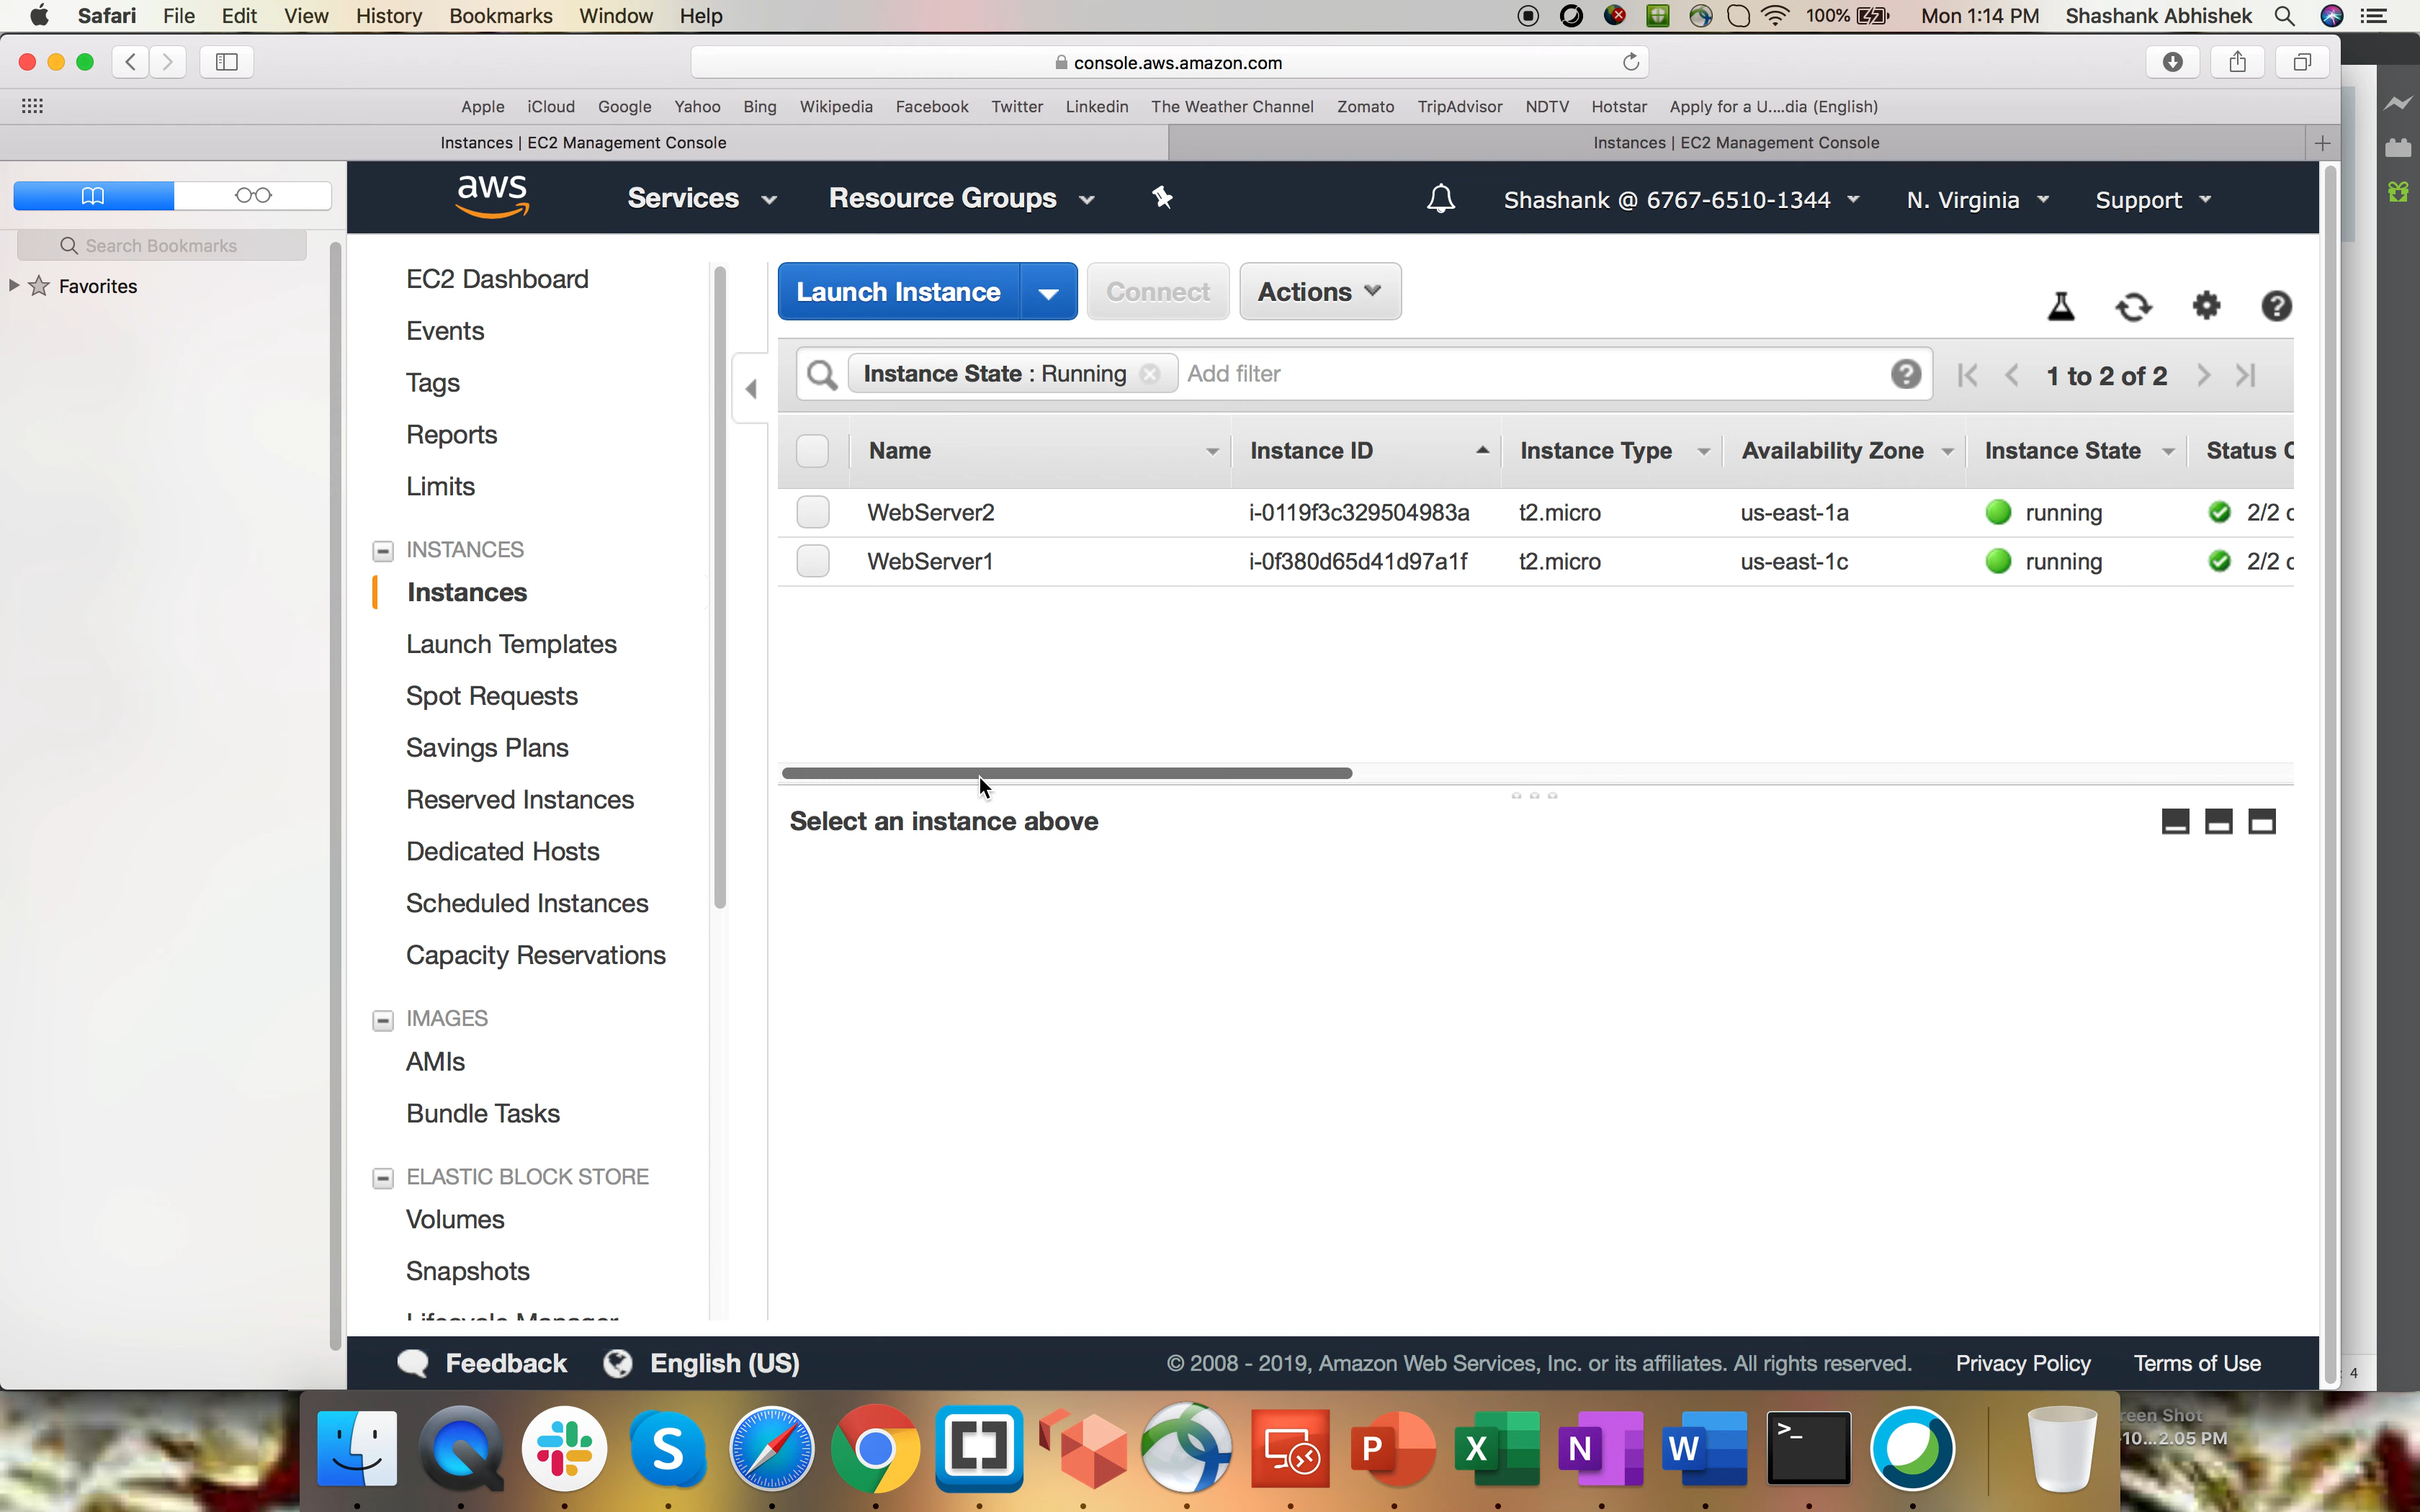 Safari File Edit View History Bookmarks Window Help 100% Mon 1:14 PM Shashank Abhishek
console.aws.amazon.com
Apple iCloud Google Yahoo Bing Wikipedia Facebook Twitter Linkedin The Weather Channel Zomato TripAdvisor NDTV Hotstar Apply for a U....dia (English)
Instances | EC2 Management Console Instances | EC2 Management Console
aws Services Resource Groups Shashank @ 6767-6510-1344 N. Virginia Support
Search Bookmarks
Favorites
EC2 Dashboard
Events
Tags
Reports
Limits
INSTANCES
Instances
Launch Templates
Spot Requests
Savings Plans
Reserved Instances
Dedicated Hosts
Scheduled Instances
Capacity Reservations
IMAGES
AMIs
Bundle Tasks
ELASTIC BLOCK STORE
Volumes
Snapshots
Launch Instance Connect Actions
Instance State : Running Add filter 1 to 2 of 2
Name Instance ID Instance Type Availability Zone Instance State Status C
WebServer2 i-0119f3c329504983a t2.micro us-east-1a running 2/2 c
WebServer1 i-0f380d65d41d97a1f t2.micro us-east-1c running 2/2 c
Select an instance above
Feedback English (US) © 2008 - 2019, Amazon Web Services, Inc. or its affiliates. All rights reserved. Privacy Policy Terms of Use
4
S P X N W >_
reen Shot
10...2.05 PM